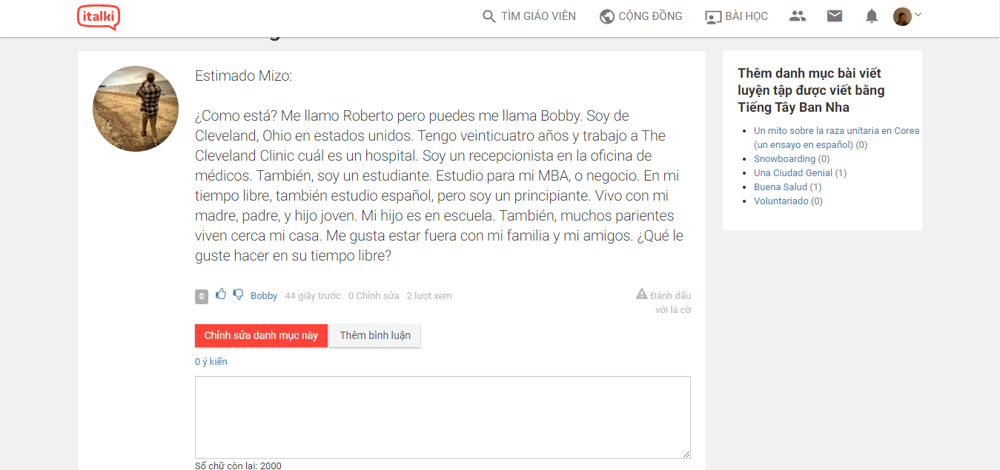 italki
TÌM GIÁO VIÊN
CỘNG ĐỒNG
BÀI HỌC
Estimado Mizo:
¿Como está? Me llamo Roberto pero puedes me llama Bobby. Soy de
Cleveland, Ohio en estados unidos. Tengo veinticuatro años y trabajo a The
Cleveland Clinic cuál es un hospital. Soy un recepcionista en la oficina de
médicos. También, soy un estudiante. Estudio para mi MBA, o negocio. En mi
tiempo libre, también estudio español, pero soy un principiante. Vivo con mi
madre, padre, y hijo joven. Mi hijo es en escuela. También, muchos parientes
viven cerca mi casa. Me gusta estar fuera con mi familia y mi amigos. ¿Qué le
guste hacer en su tiempo libre?
0 Bobby 44 giây trước 0 Chỉnh sửa 2 lượt xem
Đánh dấu
với lá cờ
Chỉnh sửa danh mục này
Thêm bình luận
0 ý kiến
Số chữ còn lại: 2000
Thêm danh mục bài viết
luyện tập được viết bằng
Tiếng Tây Ban Nha
Un mito sobre la raza unitaria en Corea
(un ensayo en español) (0)
Snowboarding (0)
Una Ciudad Genial (1)
Buena Salud (1)
Voluntariado (0)